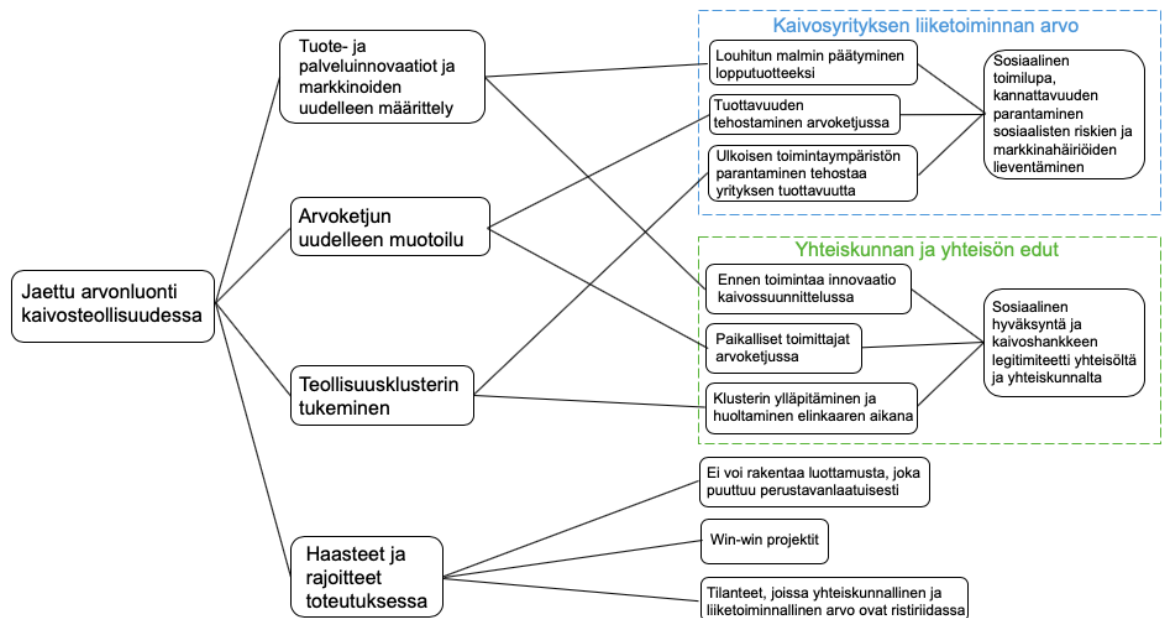 Jaettu arvonluonti
kaivosteollisuudessa
Tuote- ja
palveluinnovaatiot ja
markkinoiden
uudelleen määrittely
Arvoketjun
uudelleen muotoilu
Teollisuusklusterin
tukeminen
Haasteet ja
rajoitteet
toteutuksessa
Kaivosyrityksen liiketoiminnan arvo
Louhitun malmin päätyminen
lopputuotteeksi
Tuottavuuden
tehostaminen arvoketjussa
Ulkoisen toimintaympäristön
parantaminen tehostaa
yrityksen tuottavuutta
Sosiaalinen
toimilupa,
kannattavuuden
parantaminen
sosiaalisten riskien ja
markkinahäiriöiden
lieventäminen
Yhteiskunnan ja yhteisön edut
Ennen toimintaa innovaatio
kaivossuunnittelussa
Paikalliset toimittajat
arvoketjussa
Klusterin ylläpitäminen ja
huoltaminen elinkaaren aikana
Sosiaalinen
hyväksyntä ja
kaivoshankkeen
legitimiteetti yhteisöltä
ja yhteiskunnalta
Ei voi rakentaa luottamusta, joka
puuttuu perustavanlaatuisesti
Win-win projektit
Tilanteet, joissa yhteiskunnallinen ja
liiketoiminnallinen arvo ovat ristiriidassa